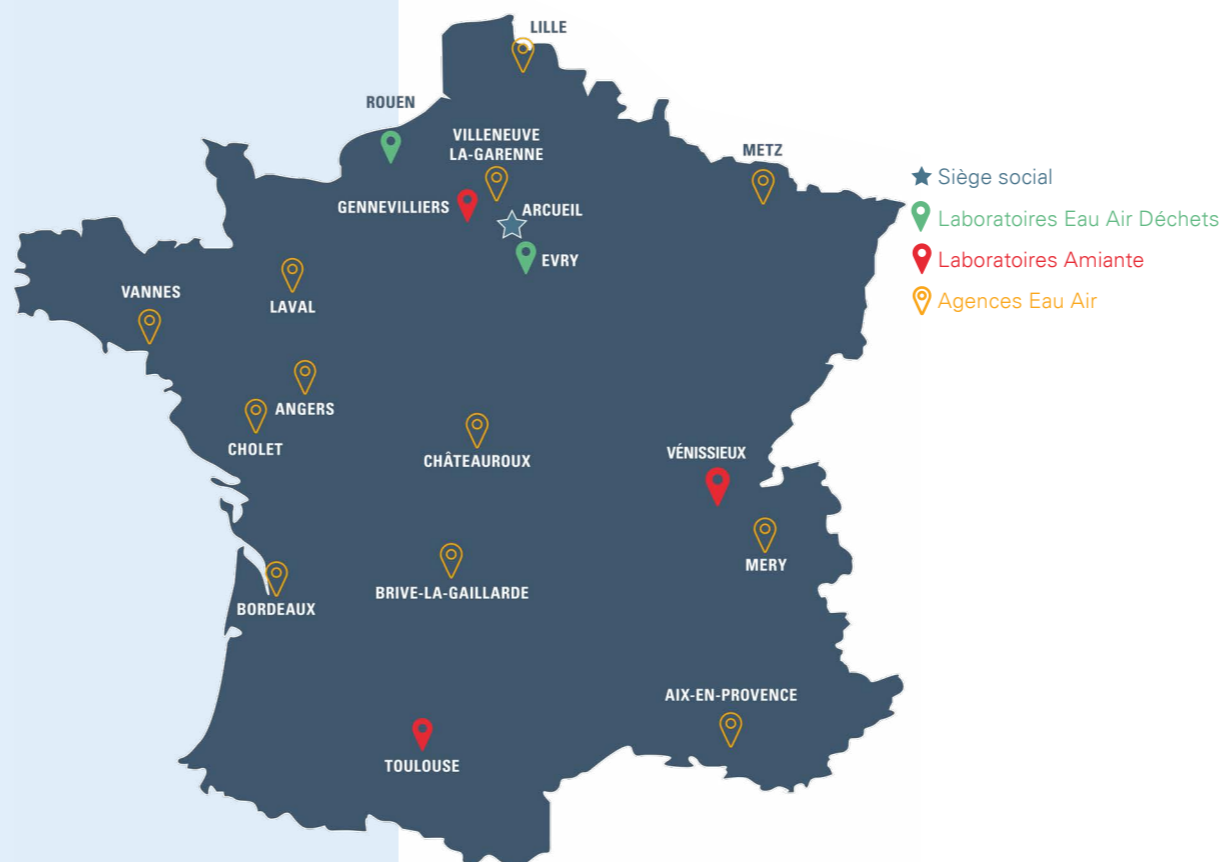 LILLE
ROUEN
VILLENEUVE
LA-GARENNE
METZ
Siège social
GENNEVILLIERS
ARCUEIL
Laboratoires Eau Air Déchets
EVRY
Laboratoires Amiante
VANNES
LAVAL
Agences Eau Air
ANGERS
CHOLET
CHÂTEAUROUX
VÉNISSIEUX
MERY
BRIVE-LA-GAILLARDE
BORDEAUX
AIX-EN-PROVENCE
TOULOUSE